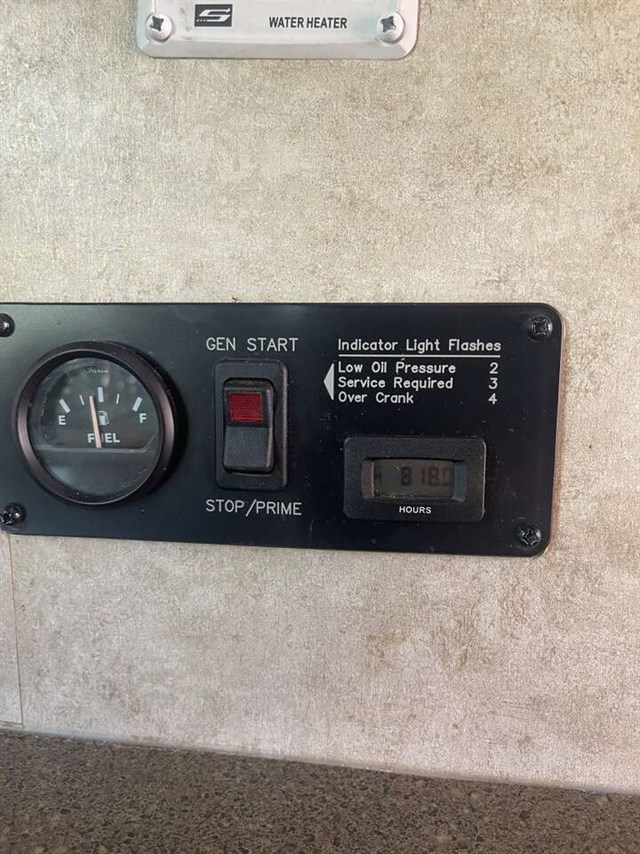 WATER HEATER
GEN START
Indicator Light Flashes
Low Oil Pressure 2
Service Required 3
Over Crank 4
E F
FUEL
STOP/PRIME
HOURS